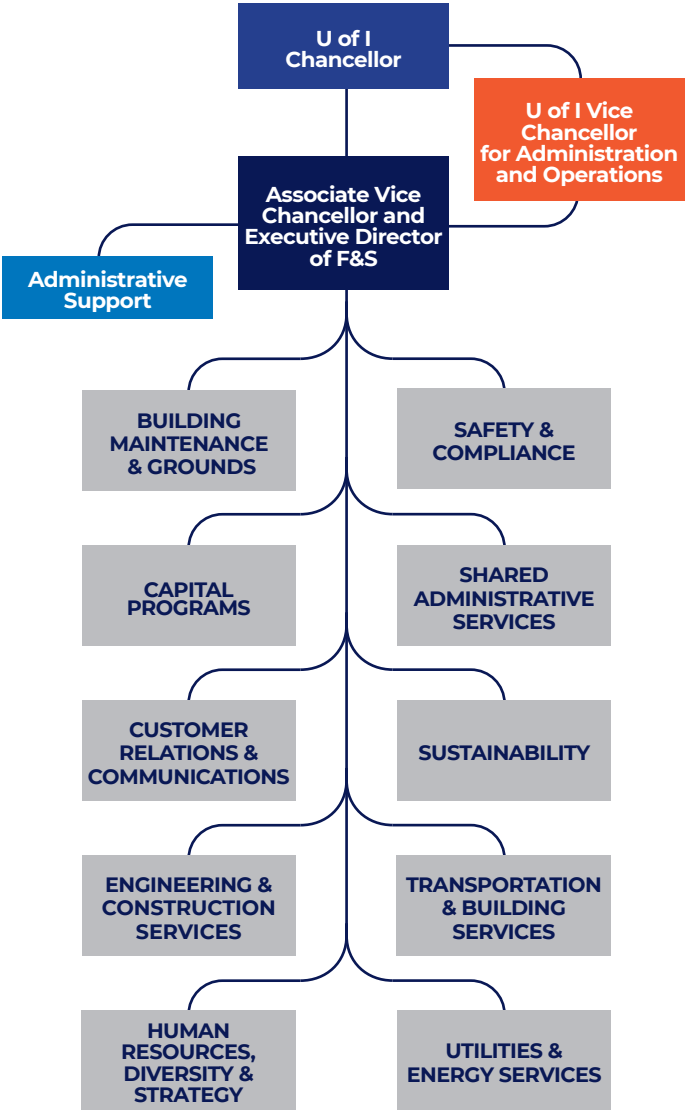 U of I
Chancellor
U of I Vice
Chancellor
for Administration
and Operations
Associate Vice
Chancellor and
Executive Director
of F&S
Administrative
Support
BUILDING
MAINTENANCE
& GROUNDS
SAFETY &
COMPLIANCE
CAPITAL
PROGRAMS
SHARED
ADMINISTRATIVE
SERVICES
CUSTOMER
RELATIONS &
COMMUNICATIONS
SUSTAINABILITY
ENGINEERING &
CONSTRUCTION
SERVICES
TRANSPORTATION
& BUILDING
SERVICES
HUMAN
RESOURCES,
DIVERSITY &
STRATEGY
UTILITIES &
ENERGY SERVICES